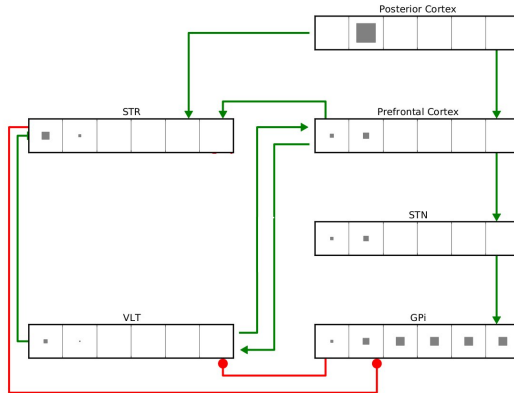 Posterior Cortex
STR
Prefrontal Cortex
STN
VLT
GPi